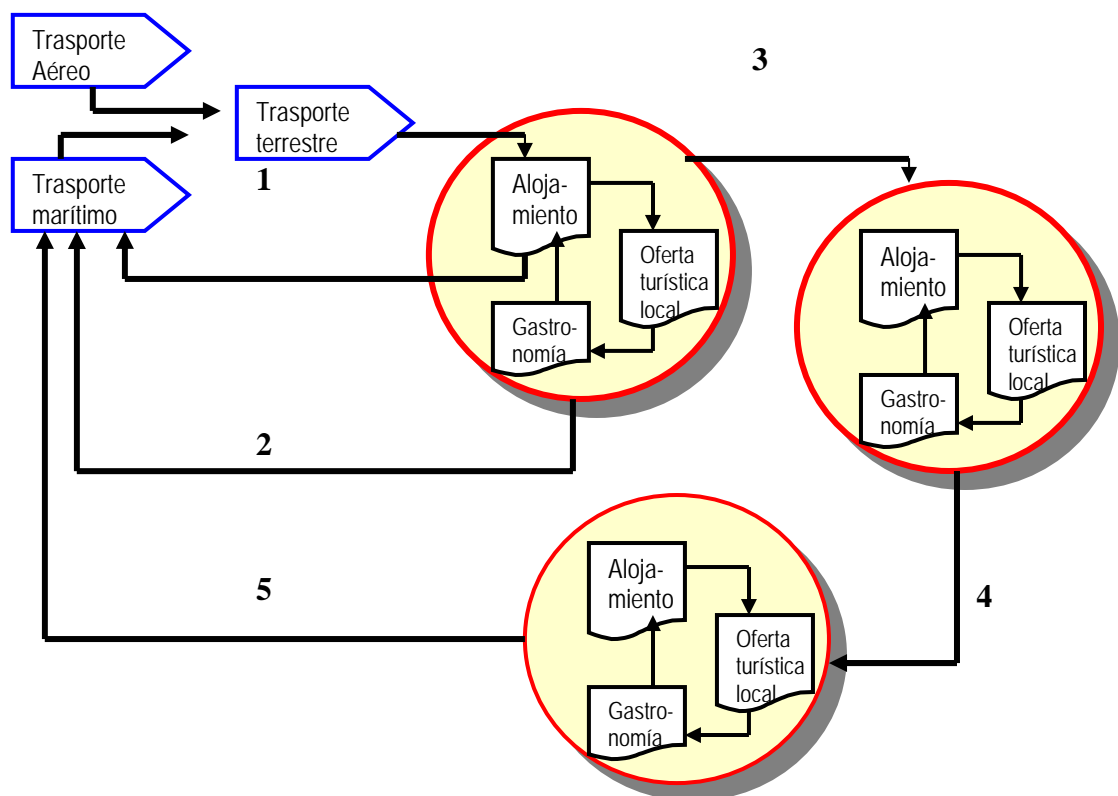 Trasporte
Aéreo
3
Trasporte
terrestre
1
Trasporte
marítimo
Aloja-
miento
Oferta
turística
local
Gastro-
nomía
Aloja-
miento
Oferta
turística
local
Gastro-
nomía
2
Aloja-
miento
Oferta
turística
local
Gastro-
nomía
5
4